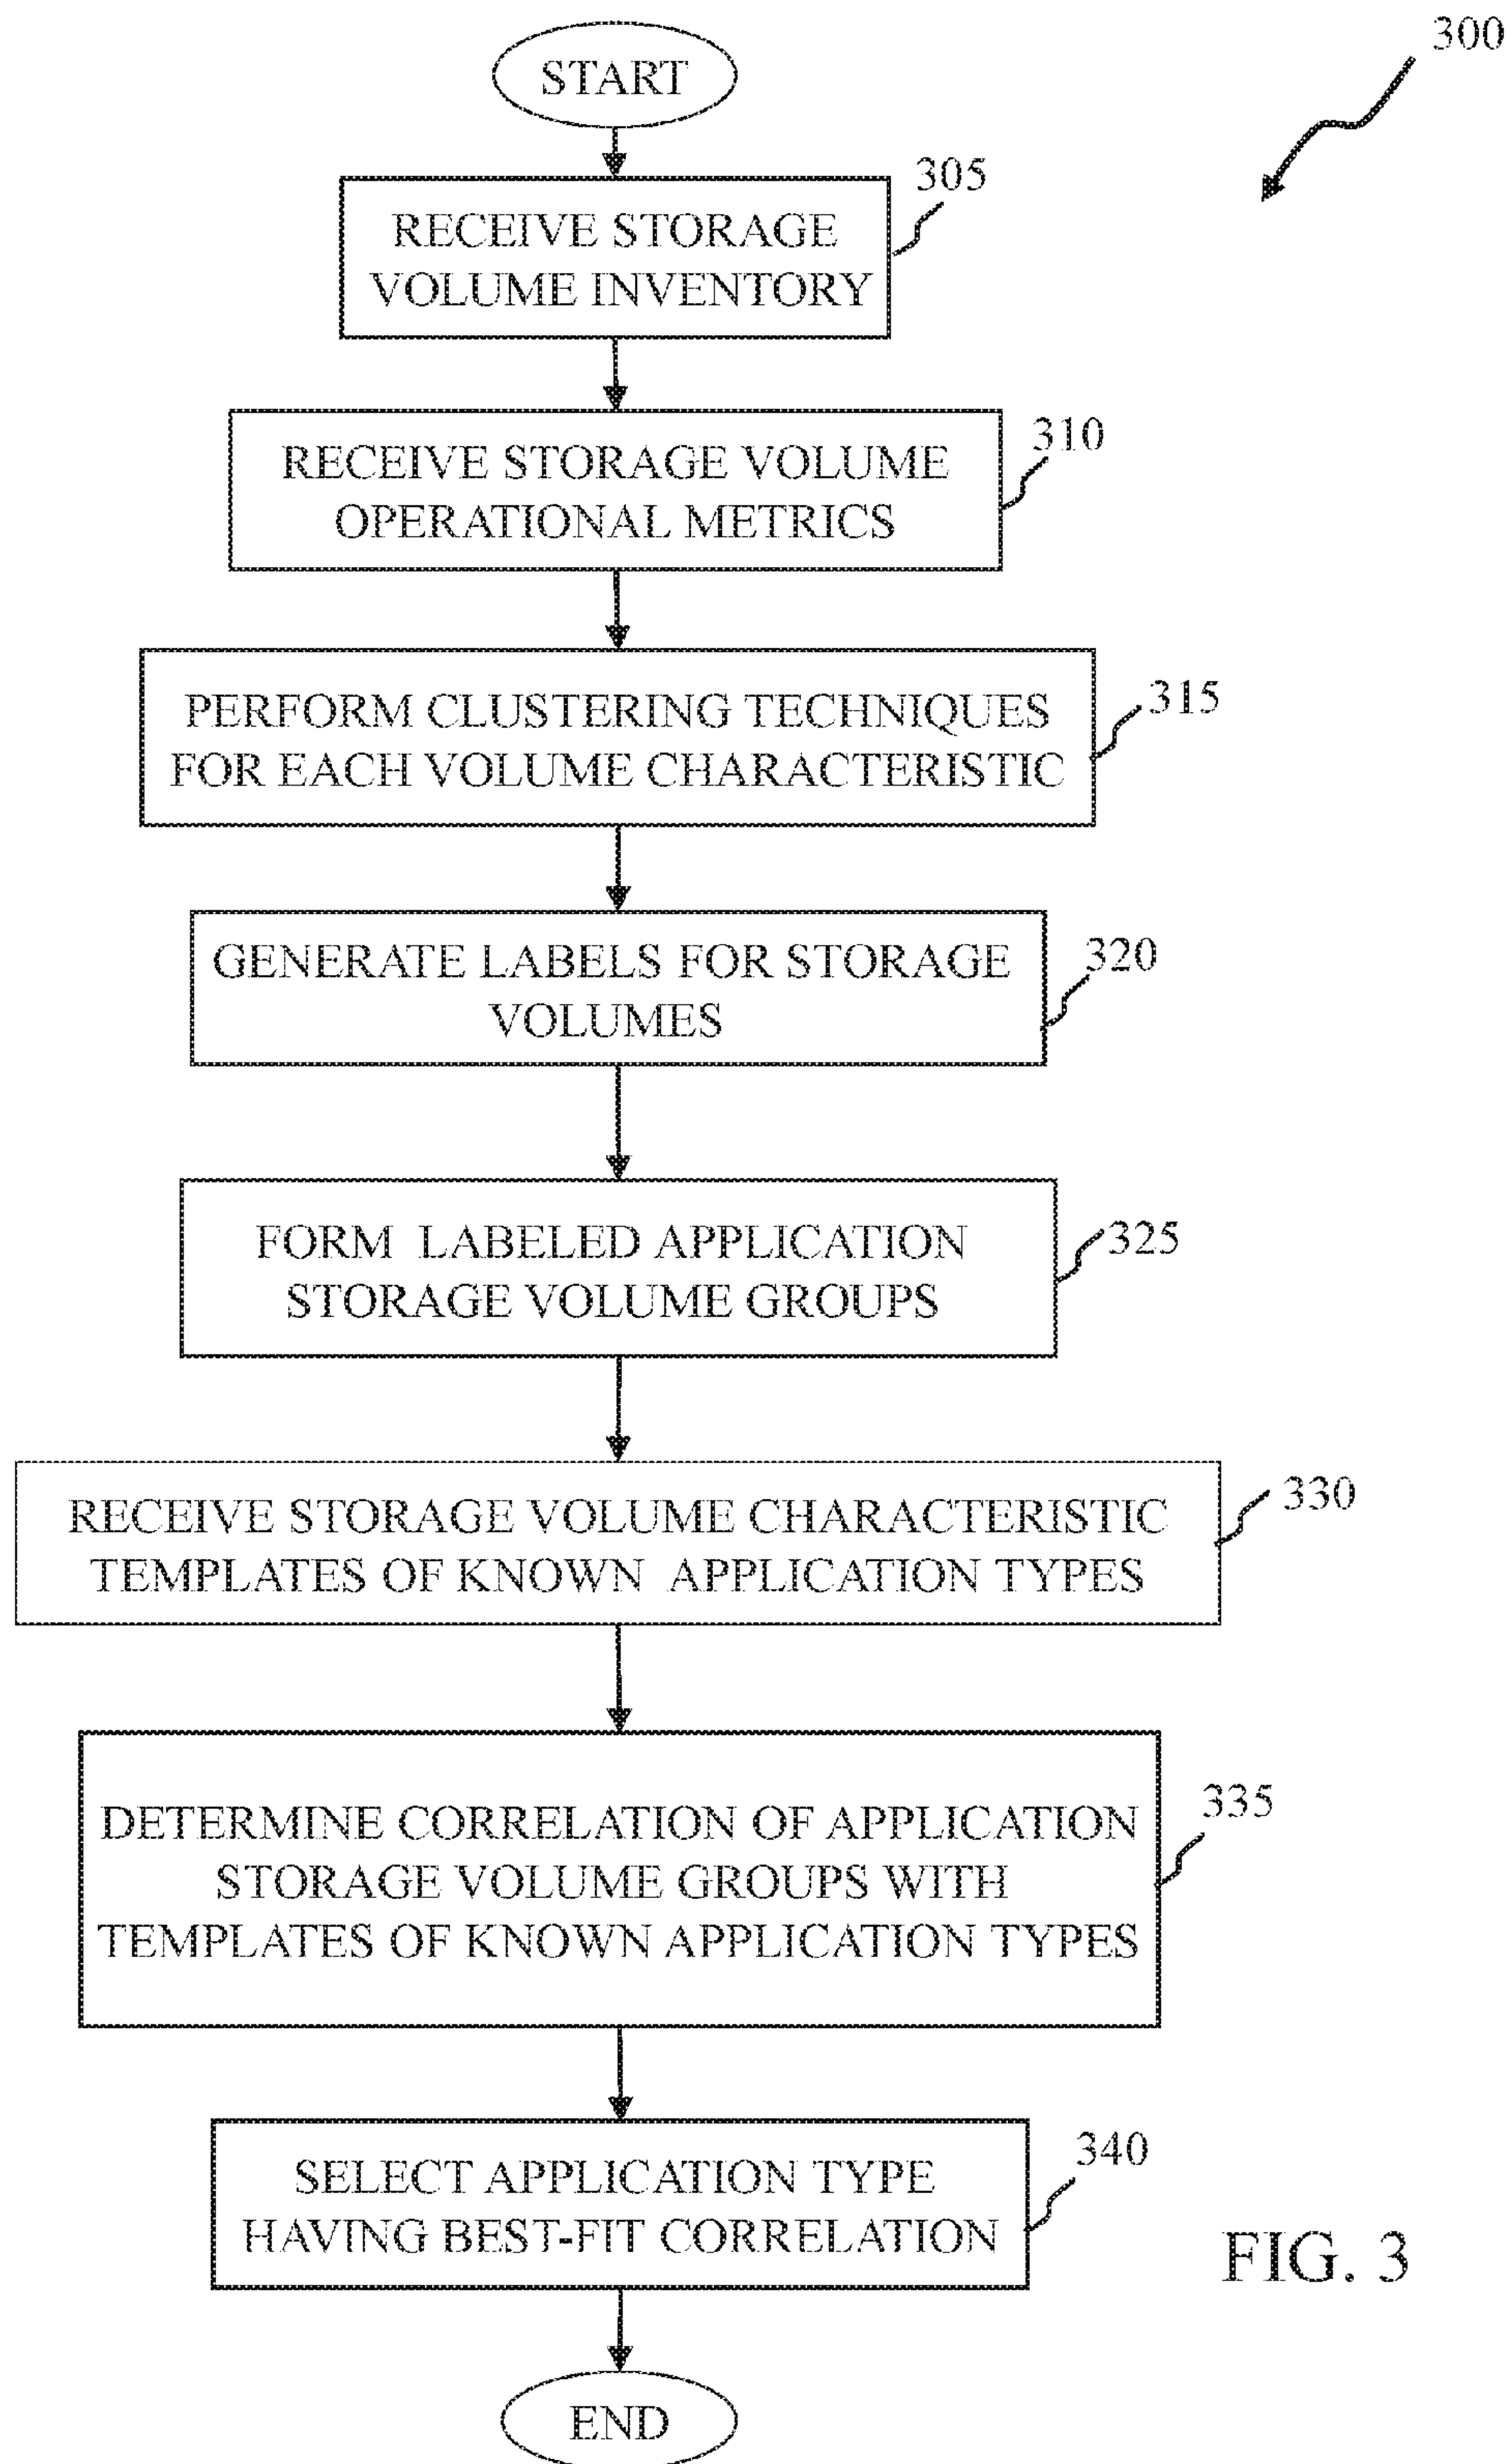 300
START
305
RECEIVE STORAGE
VOLUME INVENTORY
310
RECEIVE STORAGE VOLUME
OPERATIONAL METRICS
315
PERFORM CLUSTERING TECHNIQUES
FOR EACH VOLUME CHARACTERISTIC
320
GENERATE LABELS FOR STORAGE
VOLUMES
325
FORM LABELED APPLICATION
STORAGE VOLUME GROUPS
330
RECEIVE STORAGE VOLUME CHARACTERISTIC
TEMPLATES OF KNOWN APPLICATION TYPES
335
DETERMINE CORRELATION OF APPLICATION
STORAGE VOLUME GROUPS WITH
TEMPLATES OF KNOWN APPLICATION TYPES
340
SELECT APPLICATION TYPE
HAVING BEST-FIT CORRELATION
FIG. 3
END